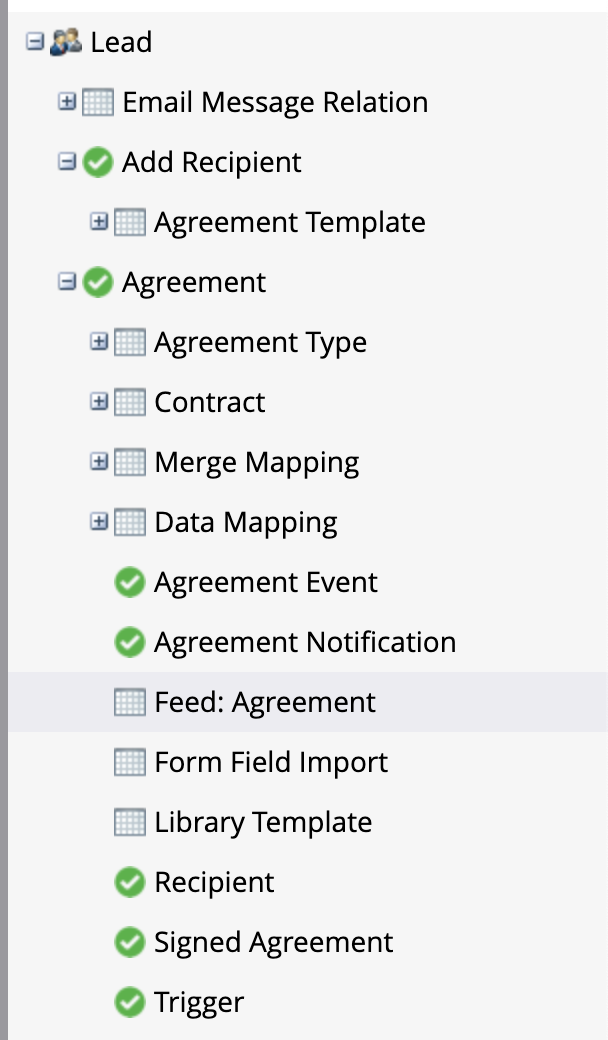 Lead
Email Message Relation
Add Recipient
Agreement Template
Agreement
Agreement Type
Contract
Merge Mapping
Data Mapping
Agreement Event
Agreement Notification
Feed: Agreement
Form Field Import
Library Template
Recipient
Signed Agreement
Trigger